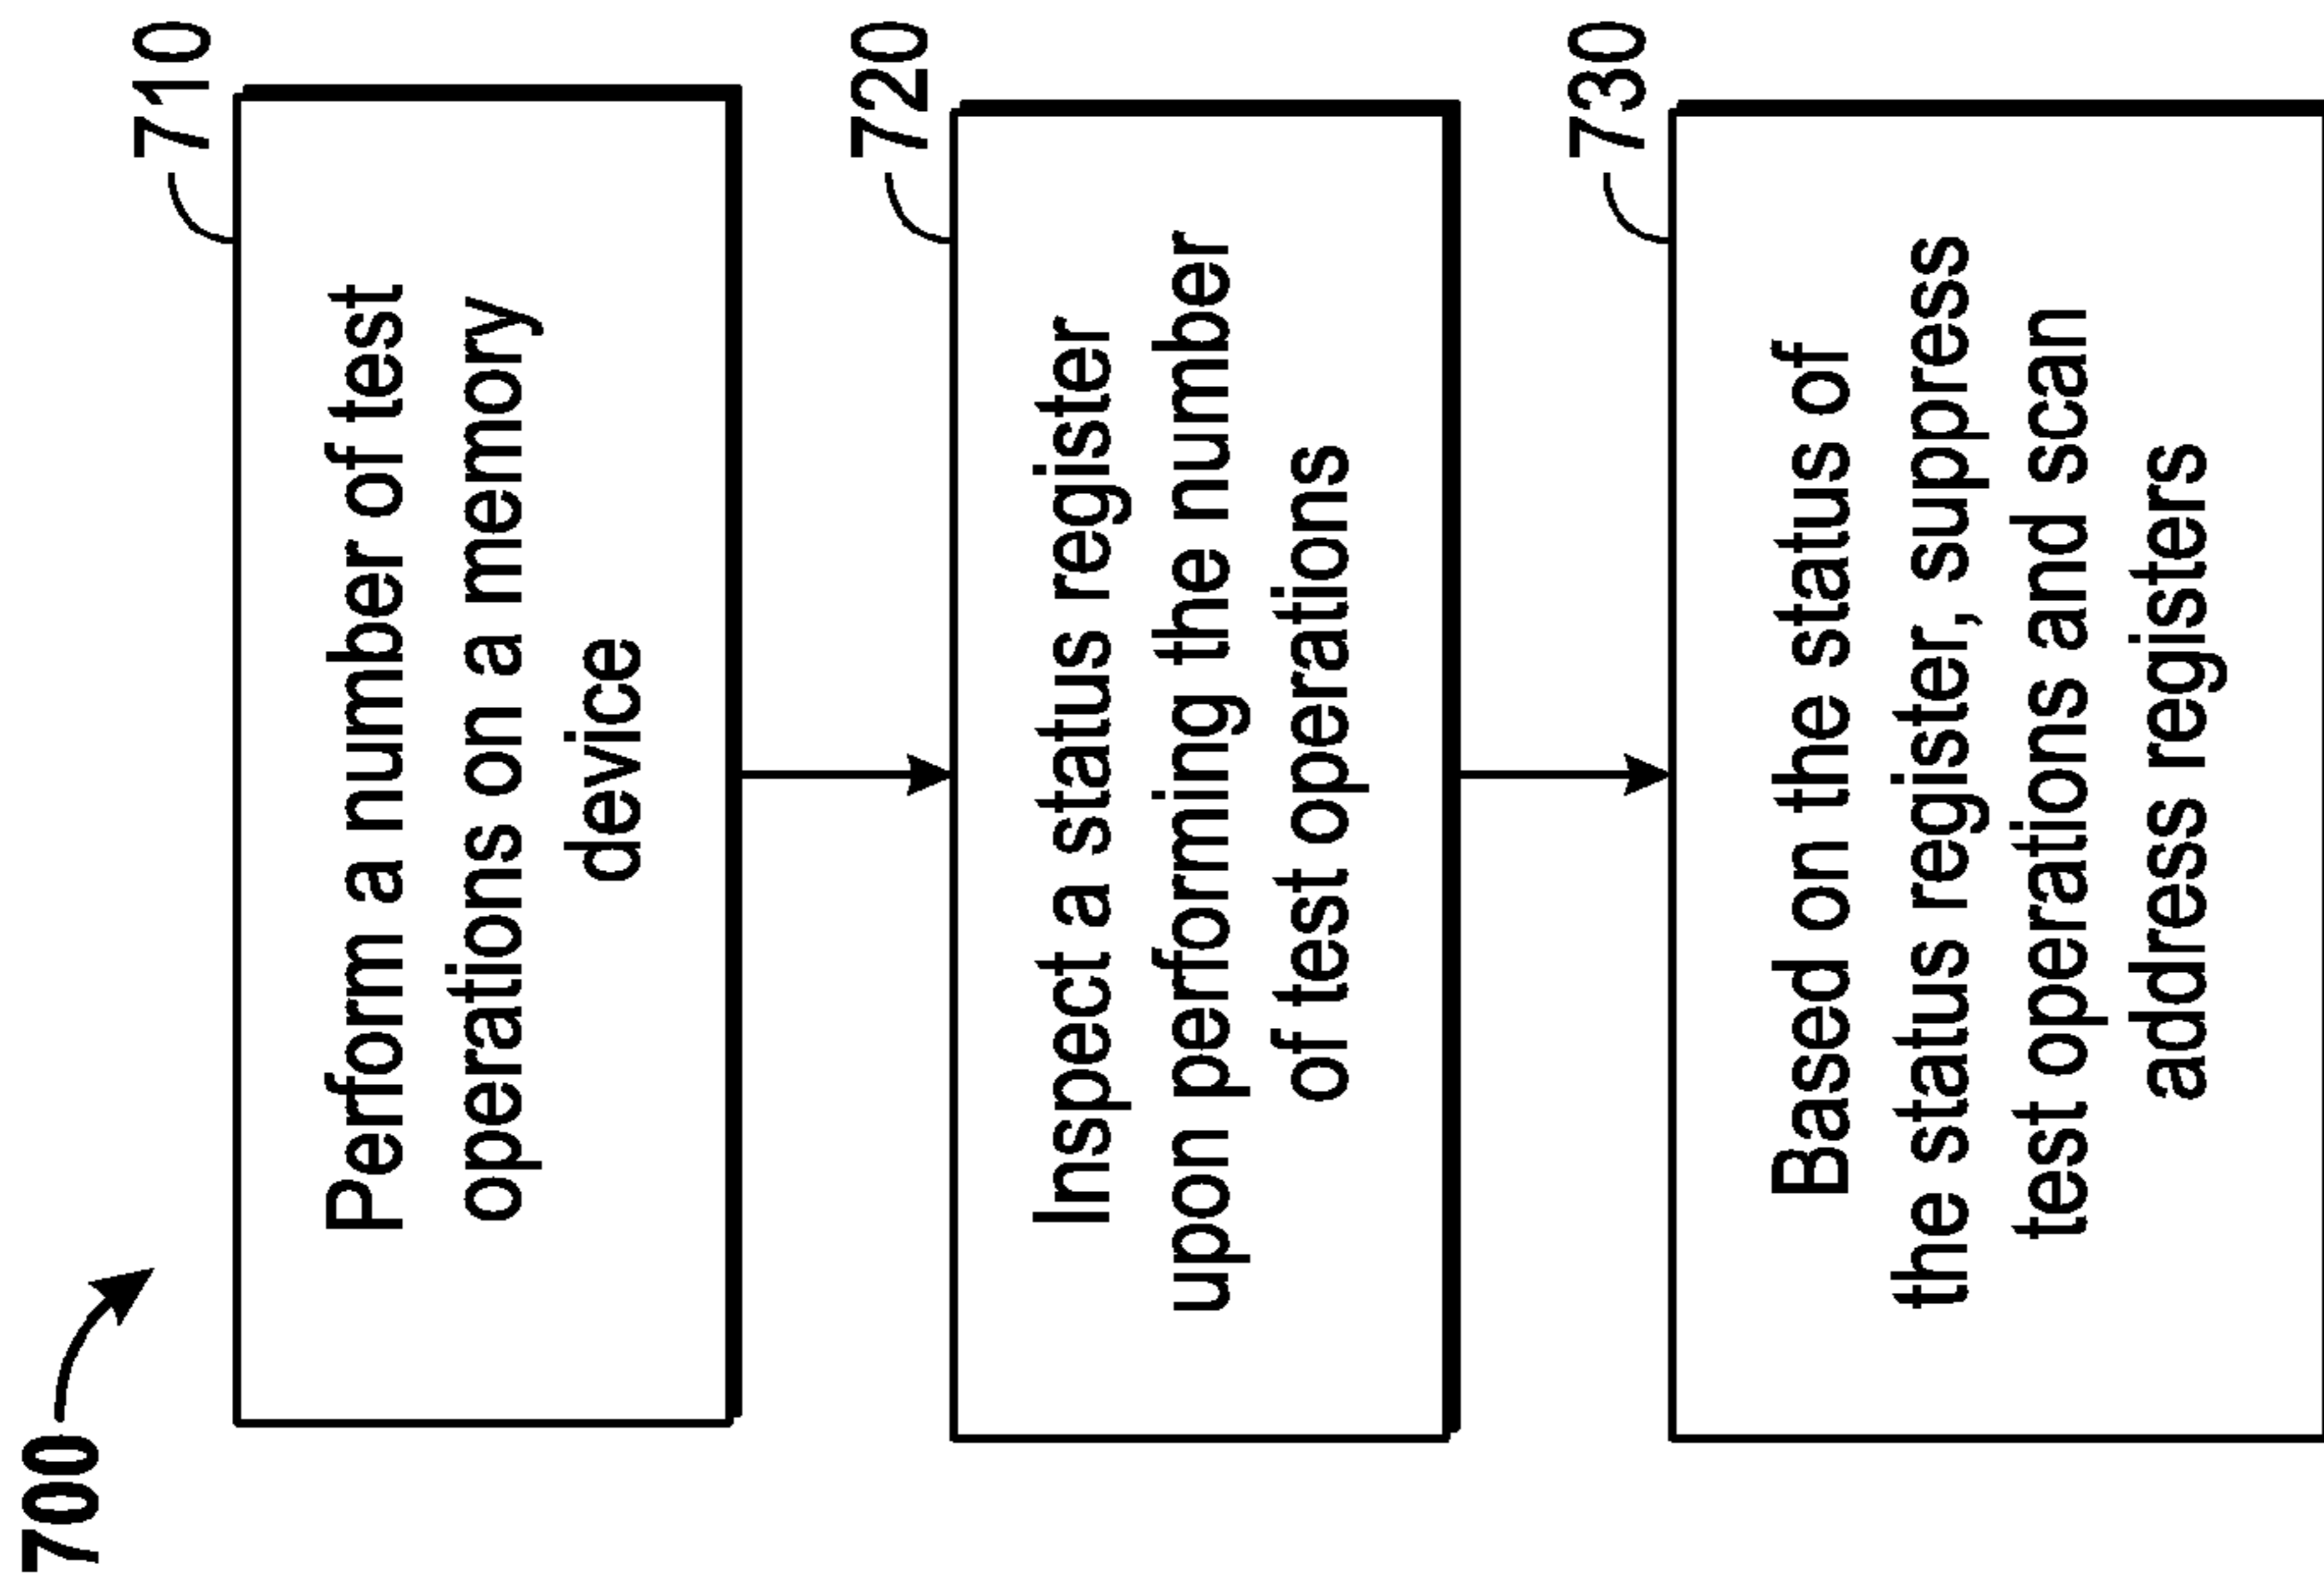 700
710
Perform a number of test
operations on a memory
device
720
Inspect a status register
upon performing the number
of test operations
730
Based on the status of
the status register, suppress
test operations and scan
address registers